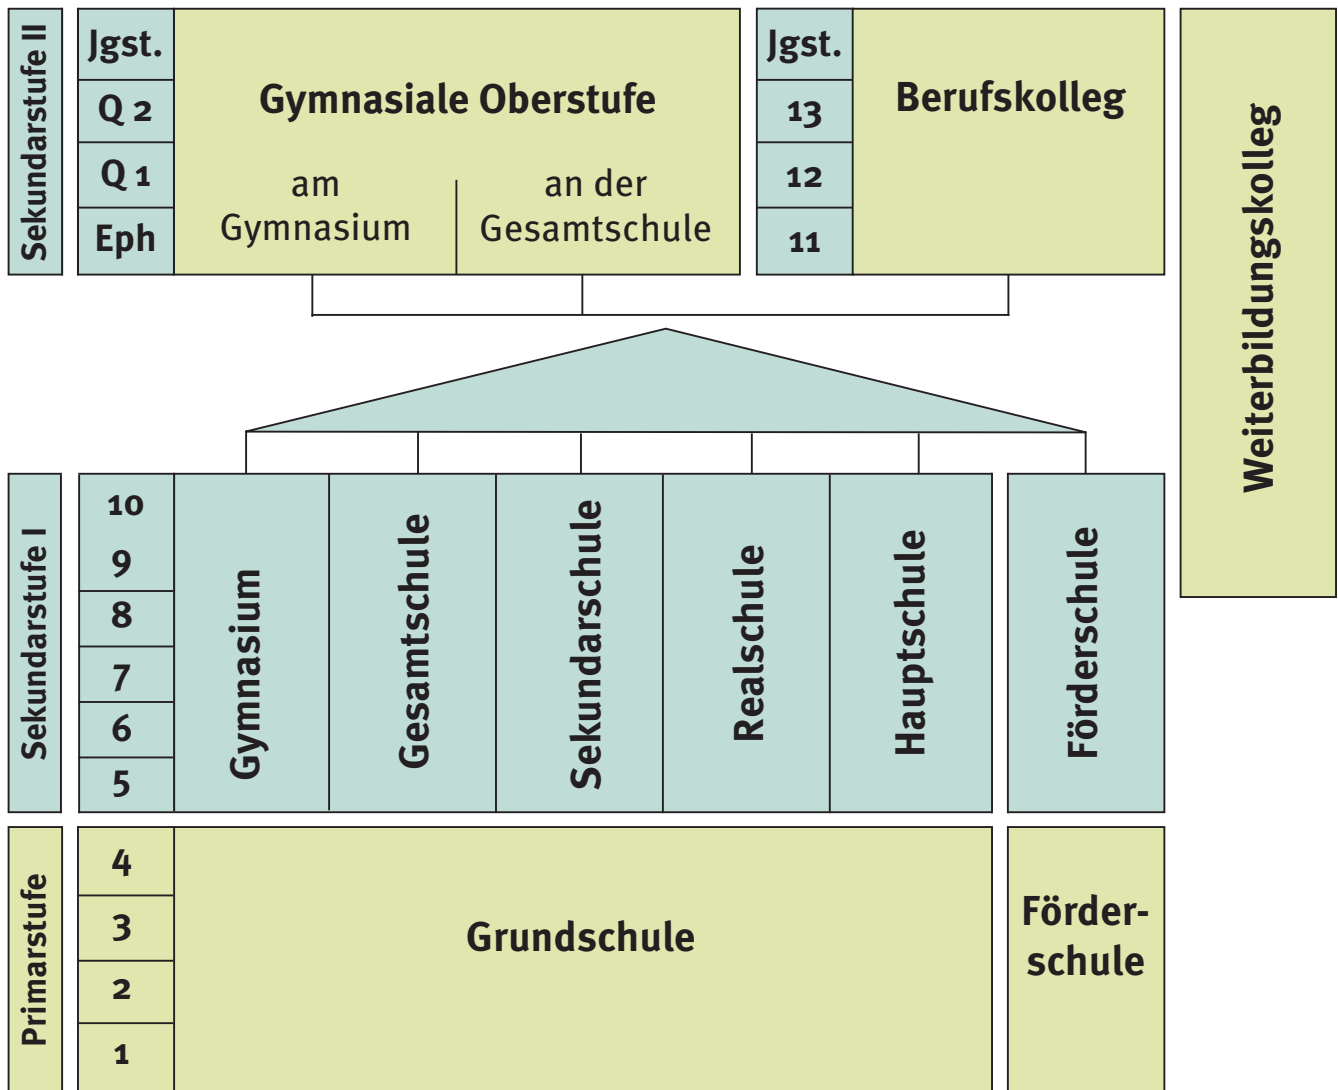 Sekundarstufe II
Jgst.
Q 2
Q 1
Eph
Gymnasiale Oberstufe
am
Gymnasium
an der
Gesamtschule
Jgst.
13
12
11
Berufskolleg
Weiterbildungskolleg
Sekundarstufe I
10
9
8
7
6
5
Gymnasium
Gesamtschule
Sekundarschule
Realschule
Hauptschule
Förderschule
Primarstufe
4
3
2
1
Grundschule
Förder-
schule